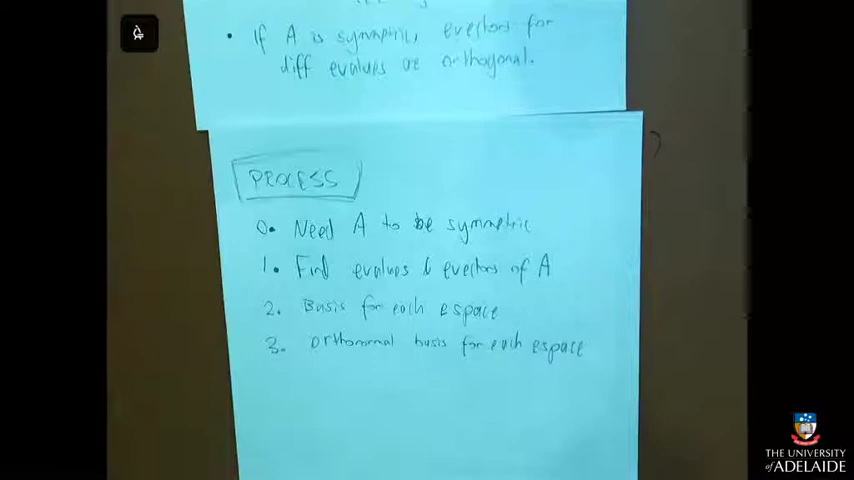 • If A is symmetric, evectors for
diff evalues are orthogonal.
PROCESS
0. Need A to be symmetric
1. Find evalues & evectors of A
2. Basis for each espace
3. Orthonormal basis for each espace
THE UNIVERSITY
of ADELAIDE